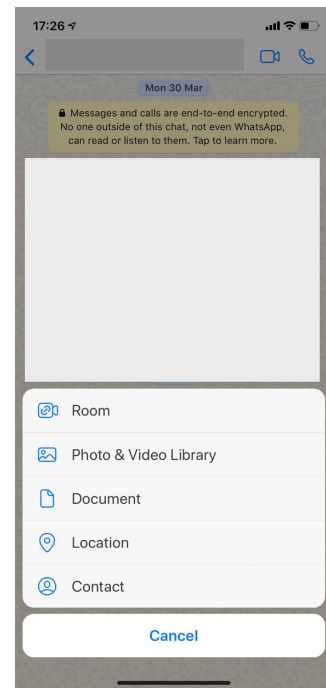 17:26
Mon 30 Mar
Messages and calls are end-to-end encrypted.
No one outside of this chat, not even WhatsApp,
can read or listen to them. Tap to learn more.
Room
Photo & Video Library
Document
Location
Contact
Cancel